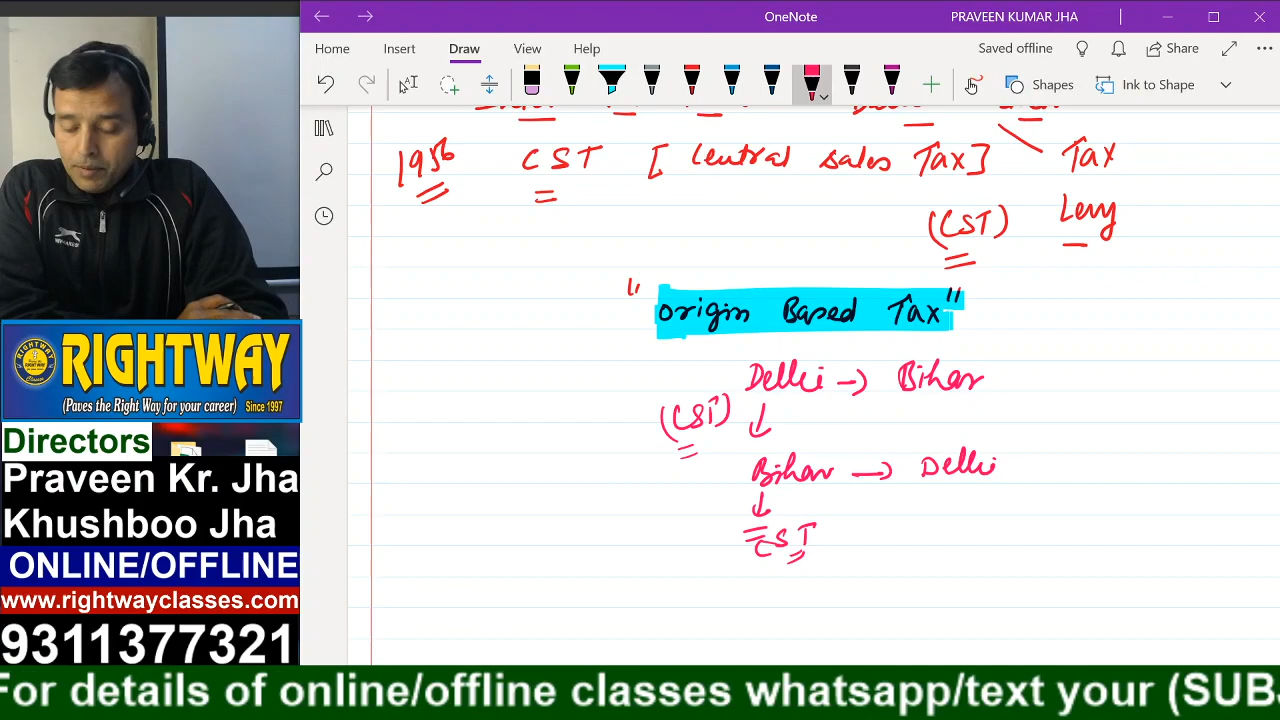 OneNote
PRAVEEN KUMAR JHA
Home Insert Draw View Help
Saved offline
Share
Shapes
Ink to Shape
1956 CST [Central sales Tax] Tax
(CST) Levy
"Origin Based Tax"
Delhi → Bihar
(CST) ↓
Bihar → Delhi
↓
CST
RIGHTWAY
(Paves the Right Way for your career) Since 1997
Directors
Praveen Kr. Jha
Khushboo Jha
ONLINE/OFFLINE
www.rightwayclasses.com
9311377321
For details of online/offline classes whatsapp/text your (SUB